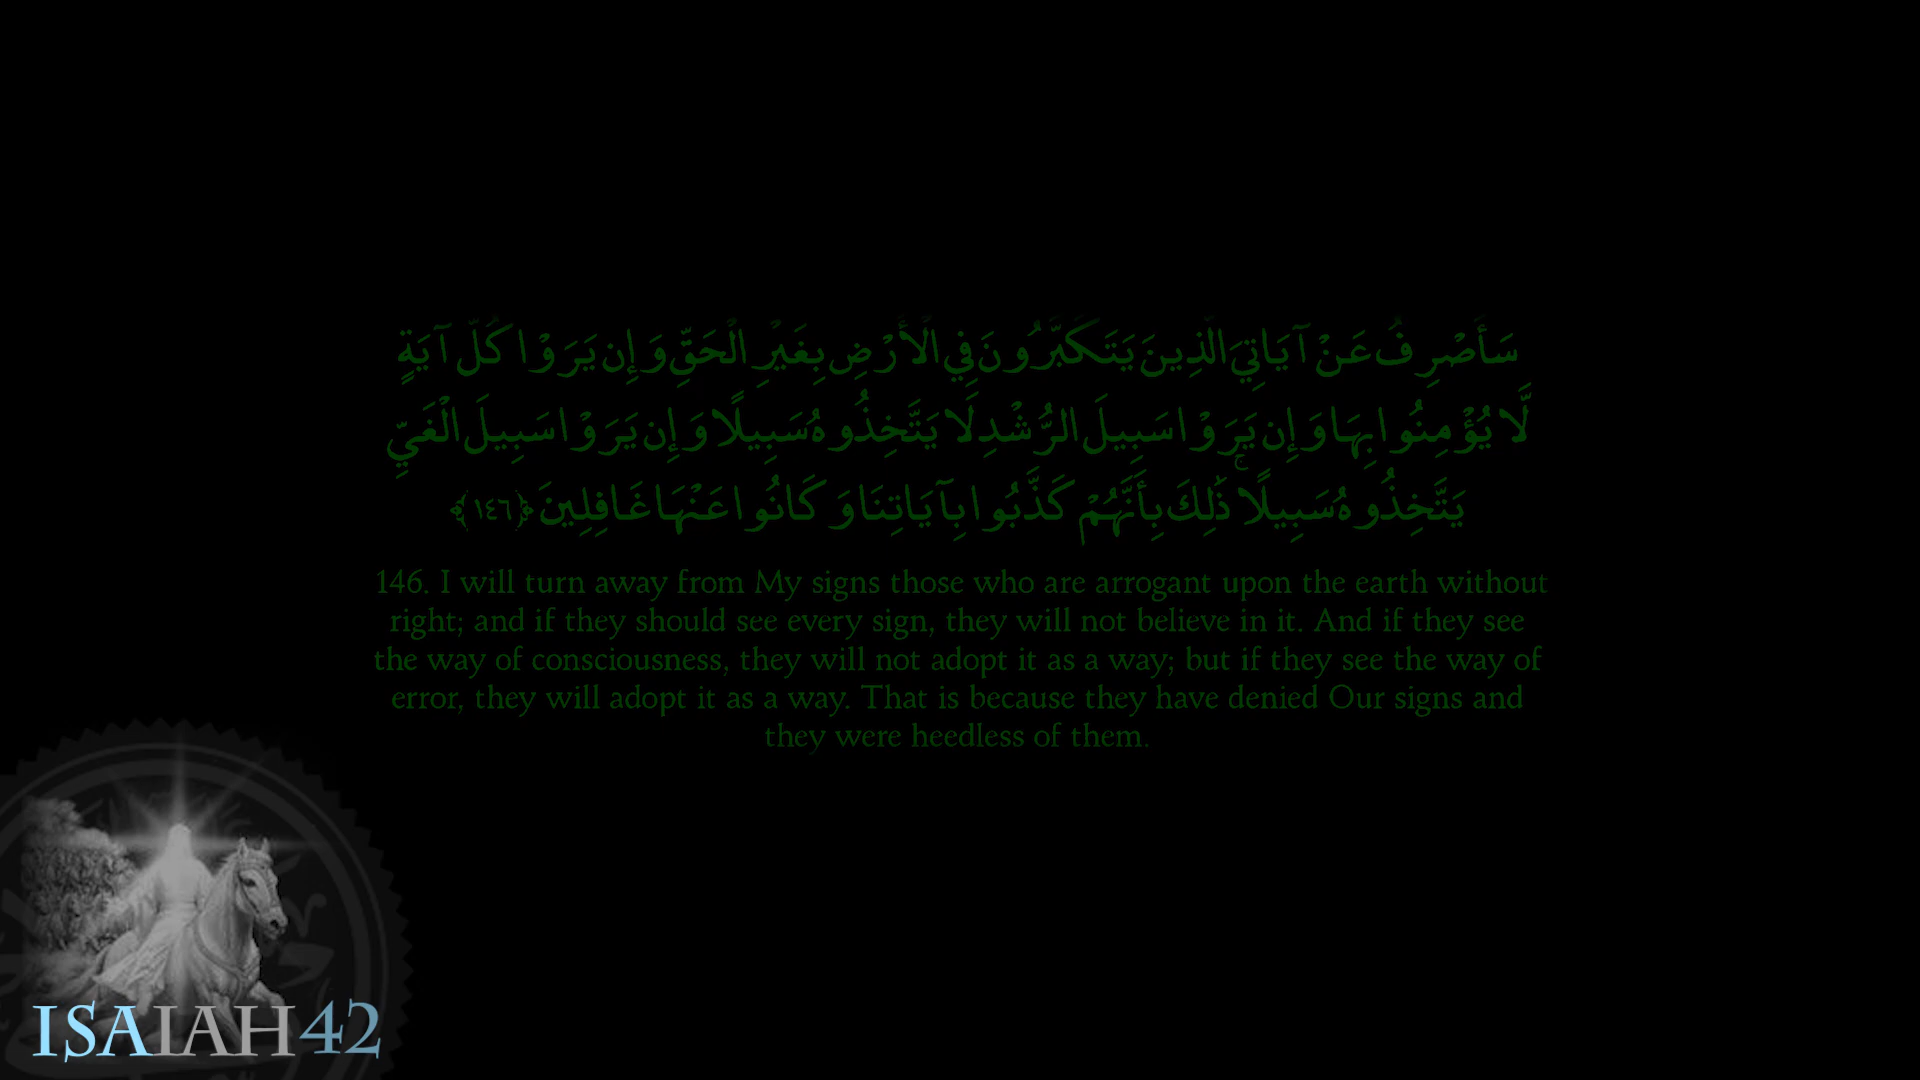 سَأَصْرِفُ عَنْ آيَاتِيَ الَّذِينَ يَتَكَبَّرُونَ فِي الْأَرْضِ بِغَيْرِ الْحَقِّ وَإِن يَرَوْا كُلَّ آيَةٍ
لَّا يُؤْمِنُوا بِهَا وَإِن يَرَوْا سَبِيلَ الرُّشْدِ لَا يَتَّخِذُوهُ سَبِيلًا وَإِن يَرَوْا سَبِيلَ الْغَيِّ
يَتَّخِذُوهُ سَبِيلًا ۚ ذَٰلِكَ بِأَنَّهُمْ كَذَّبُوا بِآيَاتِنَا وَكَانُوا عَنْهَا غَافِلِينَ ﴿١٤٦﴾
146. I will turn away from My signs those who are arrogant upon the earth without
right; and if they should see every sign, they will not believe in it. And if they see
the way of consciousness, they will not adopt it as a way; but if they see the way of
error, they will adopt it as a way. That is because they have denied Our signs and
they were heedless of them.
ISAIAH 42